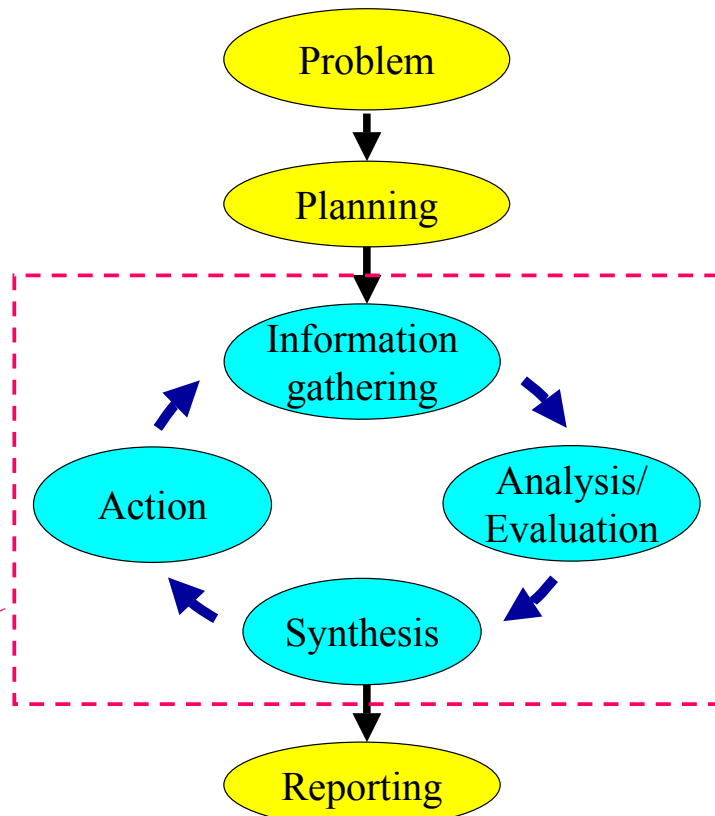 Problem
Planning
Information
gathering
Action
Analysis/
Evaluation
Synthesis
Reporting